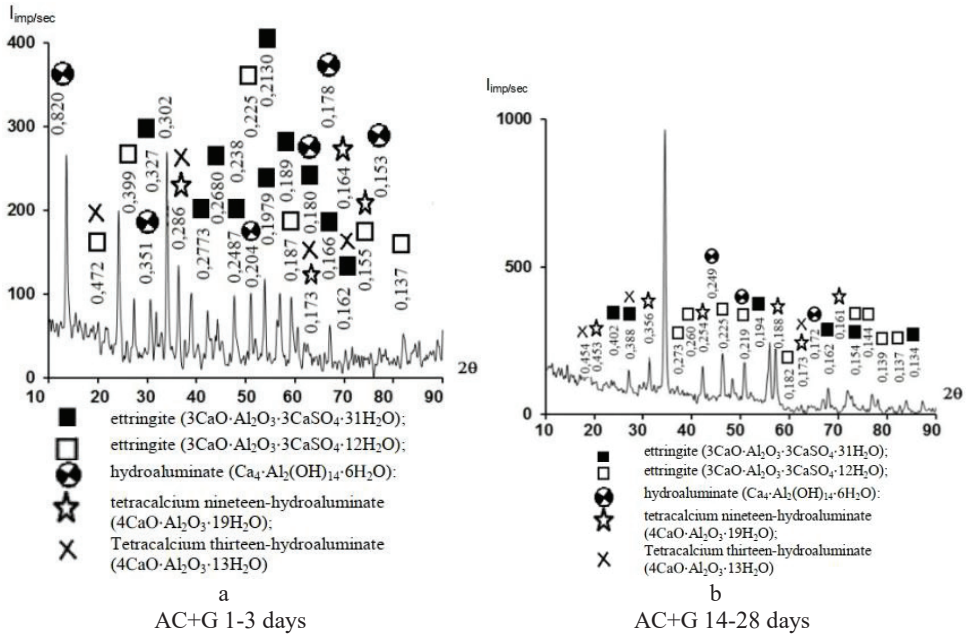 I imp/sec
400
300
200
100
0
10 20 30 40 50 60 70 80 90
2θ
0,820
0,472
0,399
0,351
0,327
0,302
0,286
0,2773
0,2680
0,2487
0,238
0,204
0,225
0,1979
0,2130
0,189
0,187
0,180
0,173
0,178
0,166
0,164
0,162
0,155
0,153
0,137
ettringite (3CaO·Al₂O₃·3CaSO₄·31H₂O);
ettringite (3CaO·Al₂O₃·3CaSO₄·12H₂O);
hydroaluminate (Ca₄·Al₂(OH)₁₄·6H₂O):
tetracalcium nineteen-hydroaluminate
(4CaO·Al₂O₃·19H₂O);
Tetracalcium thirteen-hydroaluminate
(4CaO·Al₂O₃·13H₂O)
a
AC+G 1-3 days
I imp/sec
1000
500
0
10 20 30 40 50 60 70 80 90
2θ
0,454
0,453
0,402
0,388
0,356
0,273
0,260
0,254
0,249
0,225
0,219
0,194
0,188
0,182
0,173
0,172
0,162
0,161
0,154
0,144
0,139
0,137
0,134
ettringite (3CaO·Al₂O₃·3CaSO₄·31H₂O);
ettringite (3CaO·Al₂O₃·3CaSO₄·12H₂O);
hydroaluminate (Ca₄·Al₂(OH)₁₄·6H₂O):
tetracalcium nineteen-hydroaluminate
(4CaO·Al₂O₃·19H₂O);
Tetracalcium thirteen-hydroaluminate
(4CaO·Al₂O₃·13H₂O)
b
AC+G 14-28 days